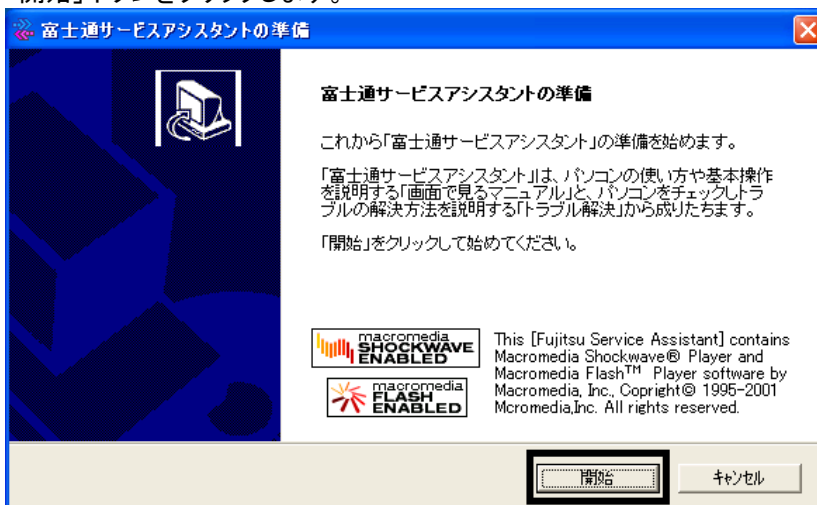 開始」ボタンをクリックします。
富士通サービスアシスタントの準備
富士通サービスアシスタントの準備
これから「富士通サービスアシスタント」の準備を始めます。
「富士通サービスアシスタント」は、パソコンの使い方や基本操作
を説明する「画面で見るマニュアル」と、パソコンをチェックしトラ
ブルの解決方法を説明する「トラブル解決」から成りたちます。
「開始」をクリックして始めてください。
macromedia
SHOCKWAVE
ENABLED
macromedia
FLASH
ENABLED
This [Fujitsu Service Assistant] contains
Macromedia Shockwave® Player and
Macromedia Flash™ Player software by
Macromedia, Inc., Copright© 1995-2001
Mcromedia,Inc. All rights reserved.
開始
キャンセル